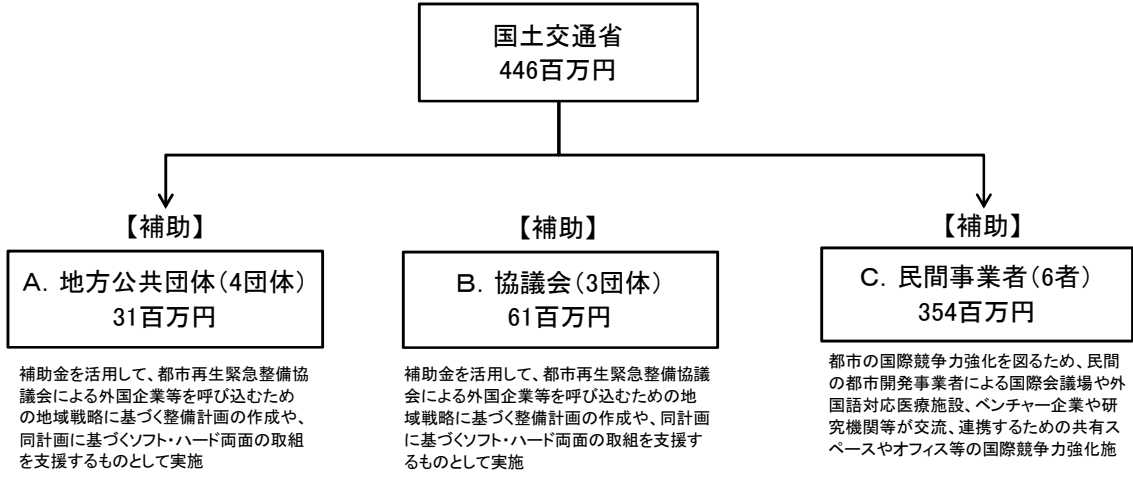 国土交通省
446百万円
【補助】
A. 地方公共団体(4団体)
31百万円
補助金を活用して、都市再生緊急整備協
議会による外国企業等を呼び込むため
の地域戦略に基づく整備計画の作成や、
同計画に基づくソフト・ハード両面の取組
を支援するものとして実施
【補助】
B. 協議会(3団体)
61百万円
補助金を活用して、都市再生緊急整備協議
会による外国企業等を呼び込むための地
域戦略に基づく整備計画の作成や、同計画
に基づくソフト・ハード両面の取組を支援す
るものとして実施
【補助】
C. 民間事業者(6者)
354百万円
都市の国際競争力強化を図るため、民間
の都市開発事業者による国際会議場や外
国語対応医療施設、ベンチャー企業や研
究機関等が交流、連携するための共有ス
ペースやオフィス等の国際競争力強化施